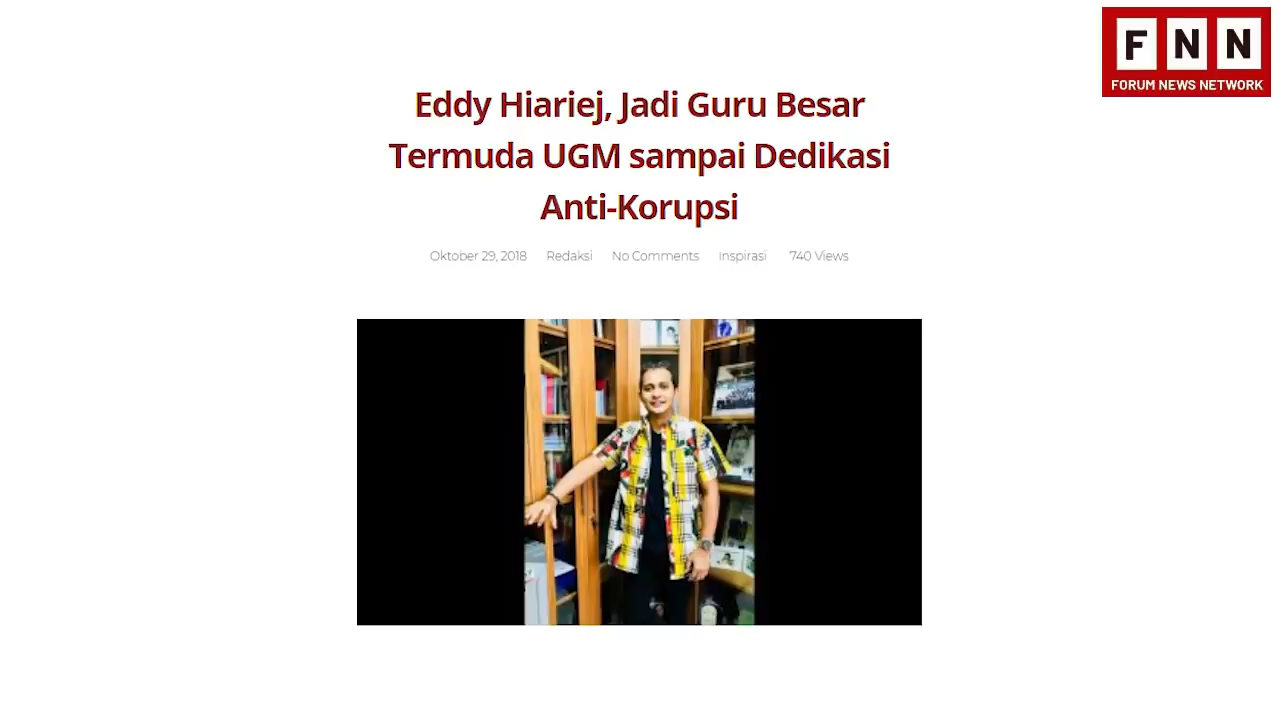 F N N
FORUM NEWS NETWORK
Eddy Hiariej, Jadi Guru Besar
Termuda UGM sampai Dedikasi
Anti-Korupsi
Oktober 29, 2018 Redaksi No Comments Inspirasi 740 Views